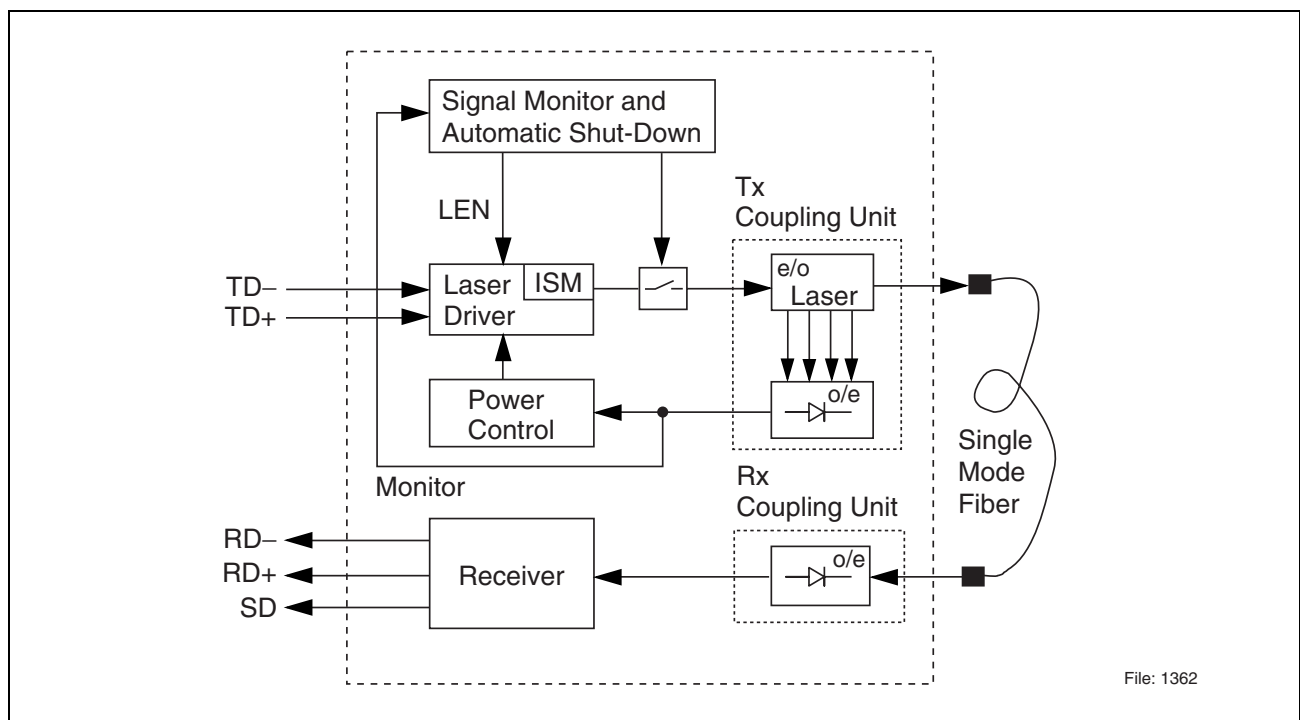 Signal Monitor and
Automatic Shut-Down
LEN
Tx
Coupling Unit
TD–
TD+
Laser
Driver
ISM
e/o
Laser
Power
Control
o/e
Monitor
Single
Mode
Fiber
Rx
Coupling Unit
RD–
RD+
SD
Receiver
o/e
File: 1362